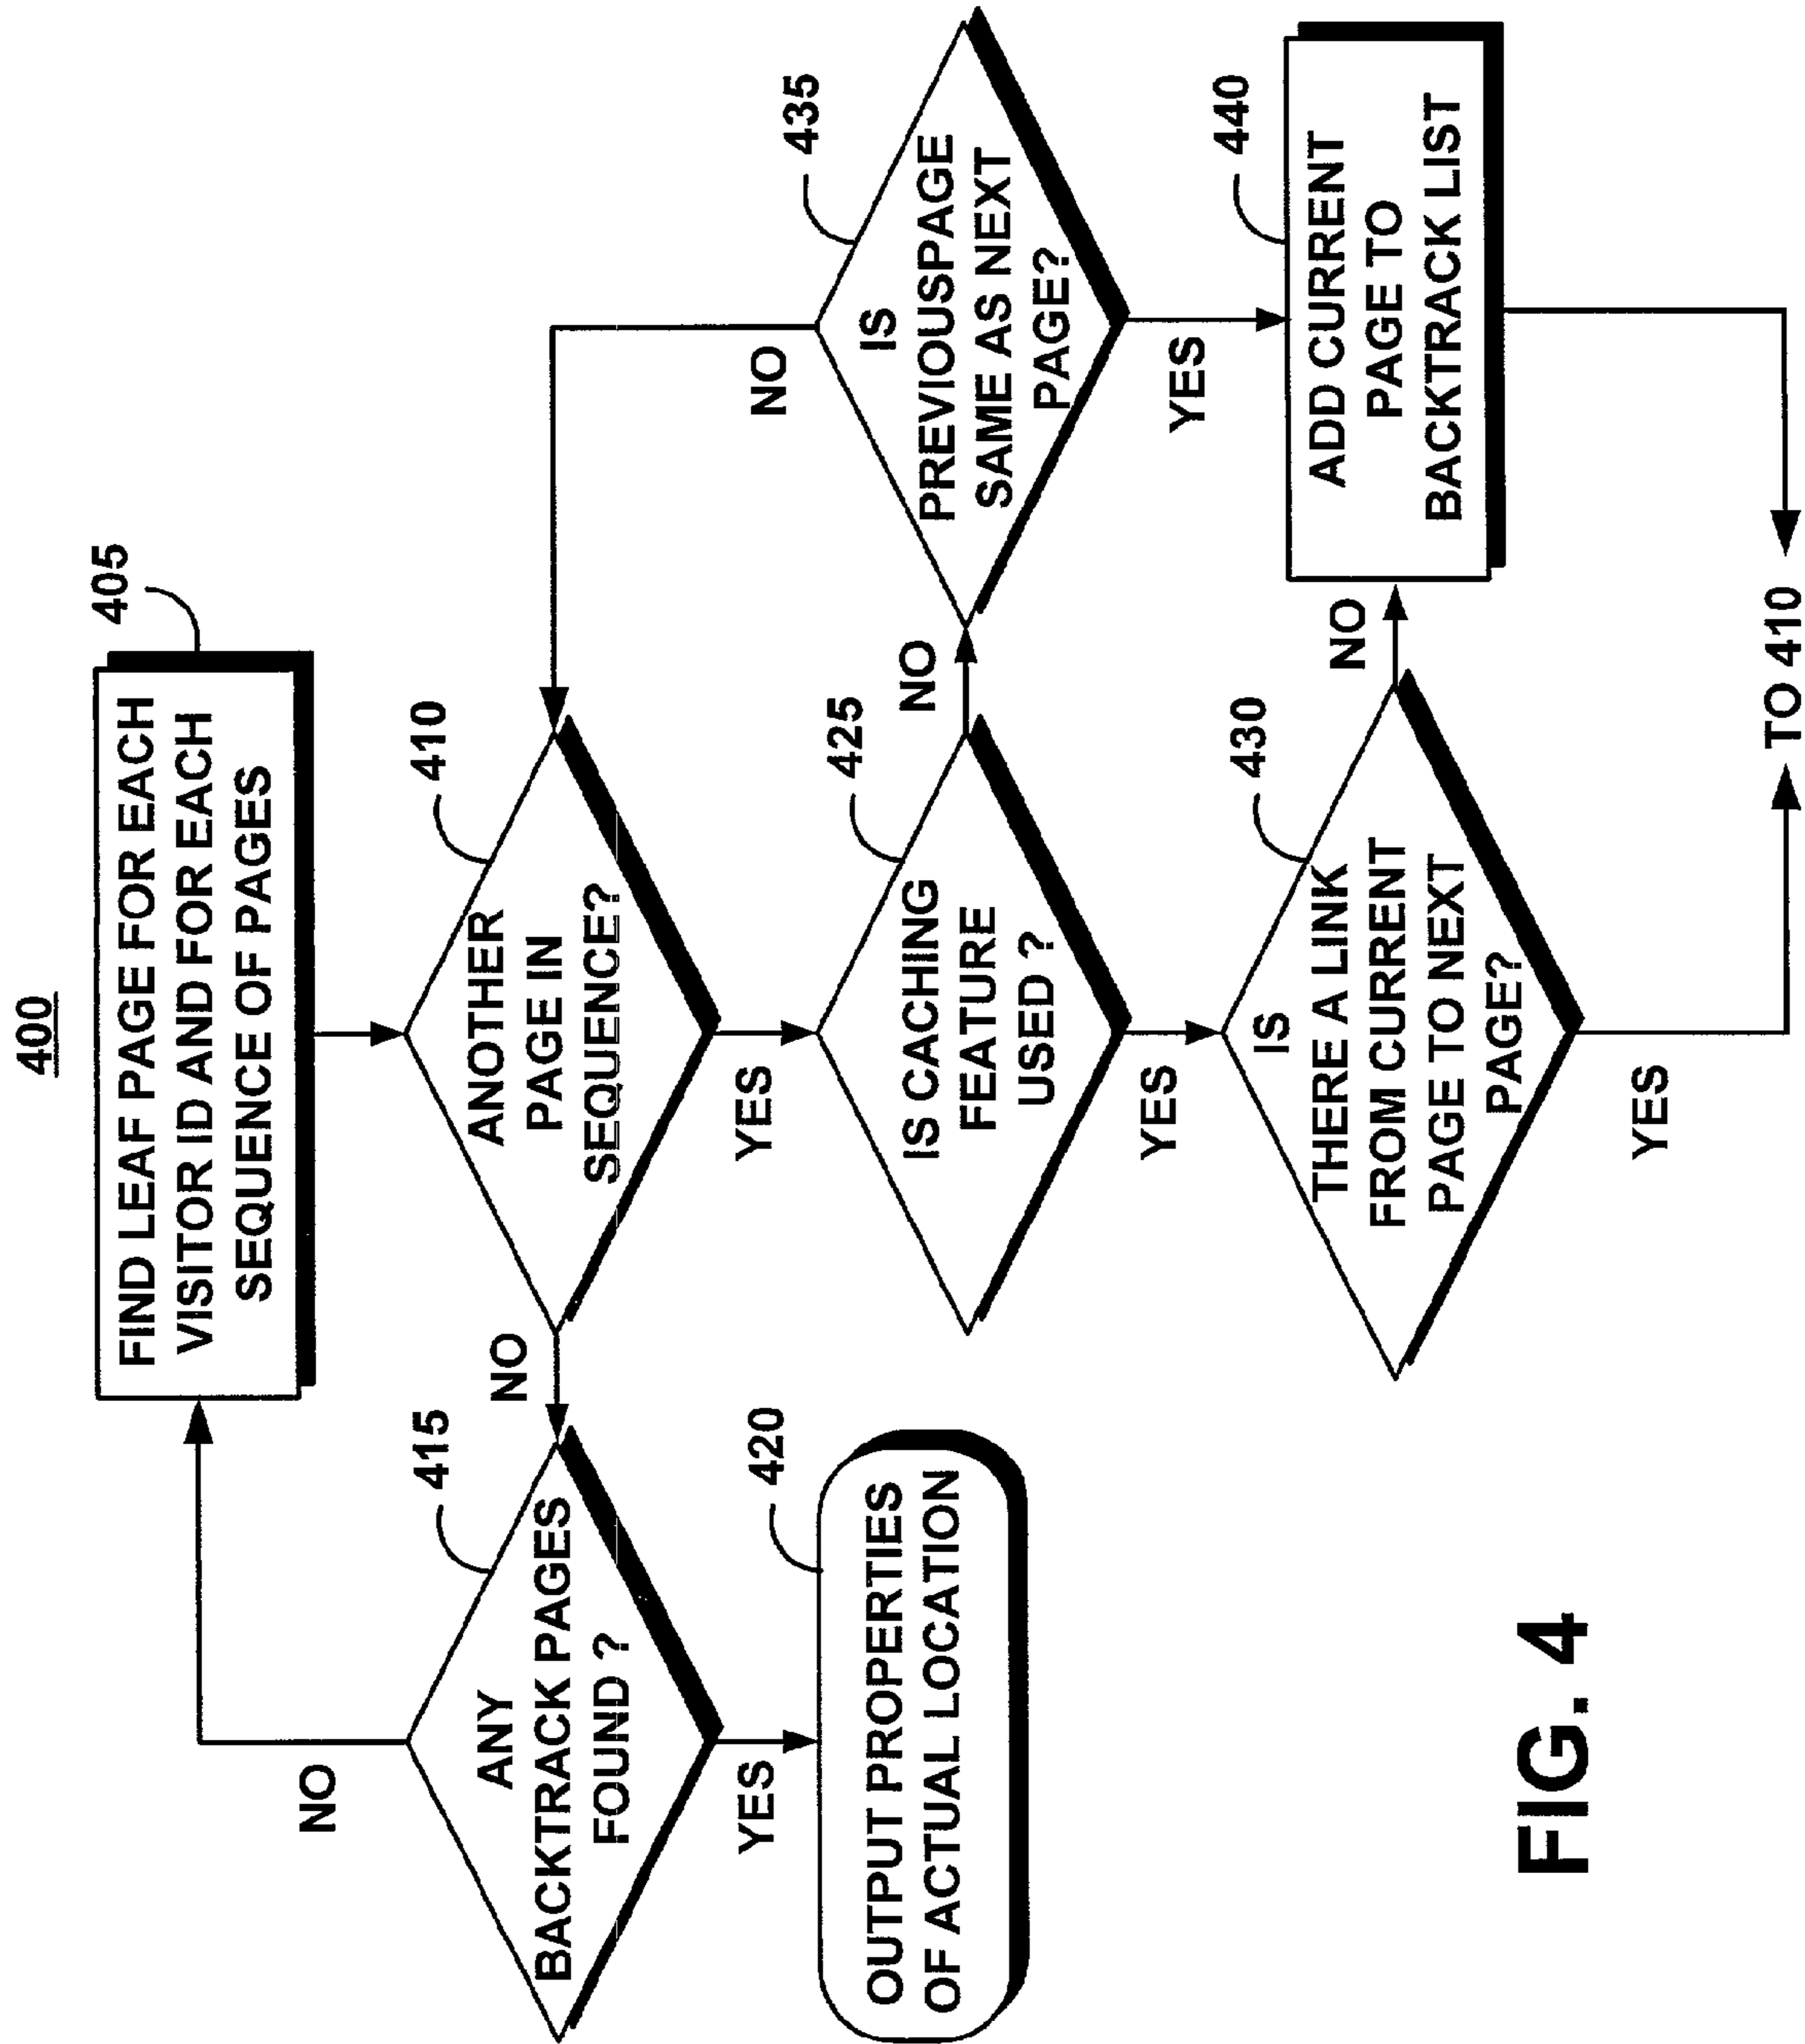 400
FIND LEAF PAGE FOR EACH
VISITOR ID AND FOR EACH
SEQUENCE OF PAGES
405
NO
ANY
BACKTRACK PAGES
FOUND ?
415
NO
ANOTHER
PAGE IN
SEQUENCE?
410
NO
IS
PREVIOUSPAGE
SAME AS NEXT
PAGE?
435
YES
OUTPUT PROPERTIES
OF ACTUAL LOCATION
420
YES
IS CACHING
FEATURE
USED ?
425
NO
YES
ADD CURRENT
PAGE TO
BACKTRACK LIST
440
YES
IS
THERE A LINK
FROM CURRENT
PAGE TO NEXT
PAGE?
430
NO
YES
TO 410
FIG. 4